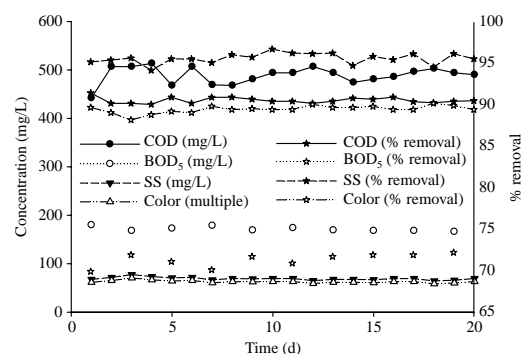 600
500
400
300
200
100
0
Concentration (mg/L)
COD (mg/L)
BOD5 (mg/L)
SS (mg/L)
Color (multiple)
COD (% removal)
BOD5 (% removal)
SS (% removal)
Color (% removal)
100
95
90
85
80
75
70
65
% removal
0 5 10 15 20
Time (d)